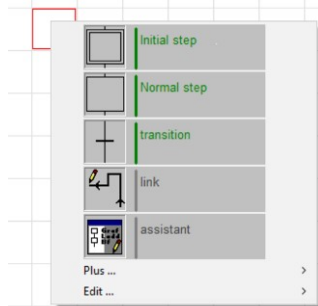 Initial step
Normal step
transition
link
assistant
Plus ...
Edit ...